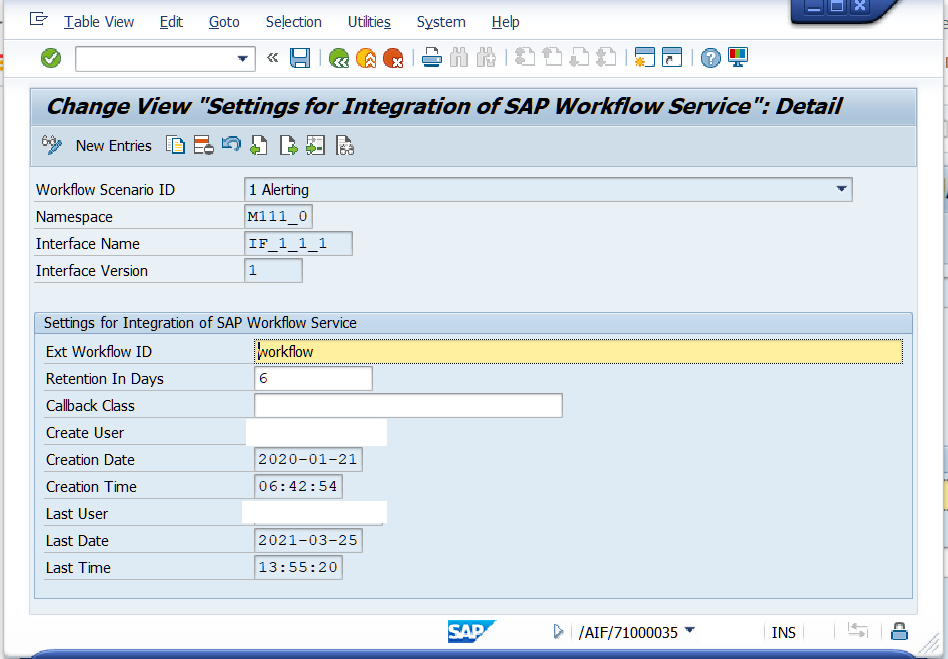 Table View Edit Goto Selection Utilities System Help
Change View "Settings for Integration of SAP Workflow Service": Detail
New Entries
Workflow Scenario ID 1 Alerting
Namespace M111_0
Interface Name IF_1_1_1
Interface Version 1
Settings for Integration of SAP Workflow Service
Ext Workflow ID workflow
Retention In Days 6
Callback Class
Create User
Creation Date 2020-01-21
Creation Time 06:42:54
Last User
Last Date 2021-03-25
Last Time 13:55:20
SAP /AIF/71000035 INS